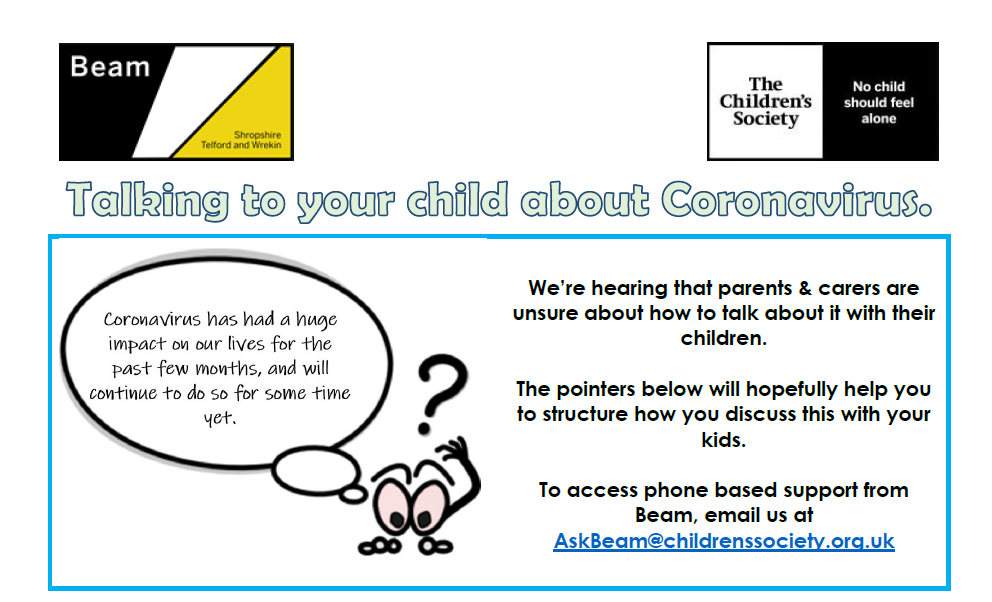 Beam
Shropshire
Telford and Wrekin
The
Children's
Society
No child
should feel
alone
Talking to your child about Coronavirus.
Coronavirus has had a huge
impact on our lives for the
past few months, and will
continue to do so for some time
yet.
?
We're hearing that parents & carers are
unsure about how to talk about it with their
children.
The pointers below will hopefully help you
to structure how you discuss this with your
kids.
To access phone based support from
Beam, email us at
AskBeam@childrenssociety.org.uk